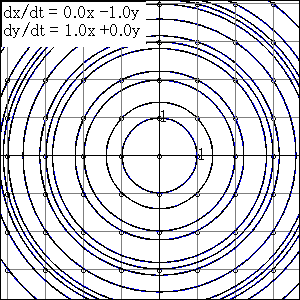 dx/dt = 0.0x −1.0y
dy/dt = 1.0x +0.0y
1
1